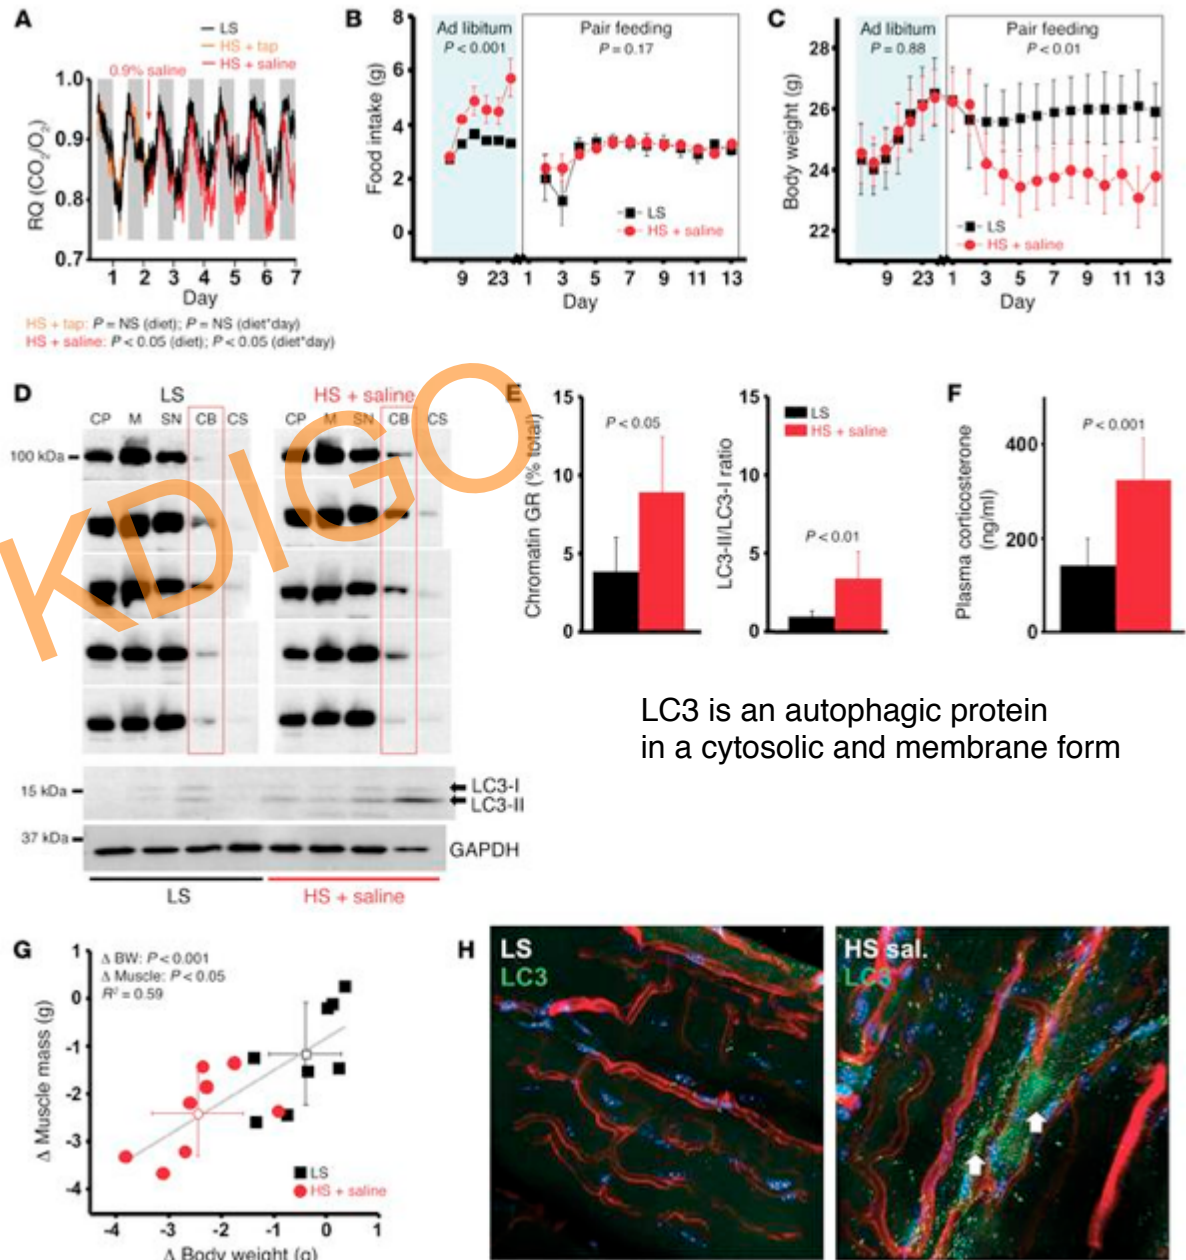 A
LS
HS + tap
HS + saline
0.9% saline
1.0
0.9
0.8
0.7
RQ (CO2/O2)
1 2 3 4 5 6 7
Day
HS + tap: P = NS (diet); P = NS (diet*day)
HS + saline: P < 0.05 (diet); P < 0.05 (diet*day)
B
Ad libitum
P < 0.001
Pair feeding
P = 0.17
8
6
4
2
0
Food intake (g)
LS
HS + saline
9 23 1 3 5 7 9 11 13
Day
C
Ad libitum
P = 0.88
Pair feeding
P < 0.01
28
26
24
22
Body weight (g)
LS
HS + saline
9 23 1 3 5 7 9 11 13
Day
D
LS
HS + saline
CP M SN CB CS
CP M SN CB CS
100 kDa
15 kDa
LC3-I
LC3-II
37 kDa
GAPDH
LS
HS + saline
KDIGO
E
15
10
5
0
Chromatin GR (% total)
P < 0.05
15
10
5
0
LC3-II/LC3-I ratio
LS
HS + saline
P < 0.01
F
400
200
0
Plasma corticosterone
(ng/ml)
P < 0.001
LC3 is an autophagic protein
in a cytosolic and membrane form
G
Δ BW: P < 0.001
Δ Muscle: P < 0.05
R2 = 0.59
1
0
-1
-2
-3
-4
Δ Muscle mass (g)
LS
HS + saline
-4 -3 -2 -1 0 1
Δ Body weight (g)
H
LS
LC3
HS sal.
LC3